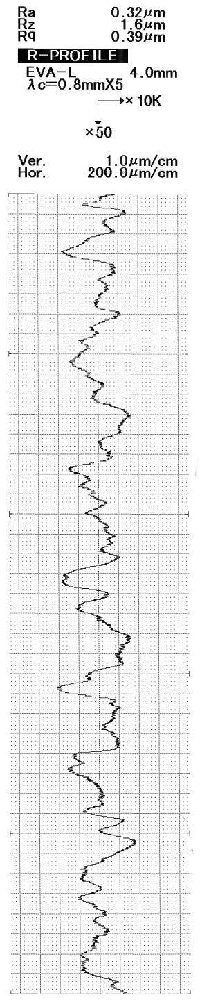 Ra 0.32μm
Rz 1.6μm
Rq 0.39μm
R-PROFILE
EVA-L 4.0mm
λc=0.8mmX5
× 10K
×50
Ver. 1.0μm/cm
Hor. 200.0μm/cm